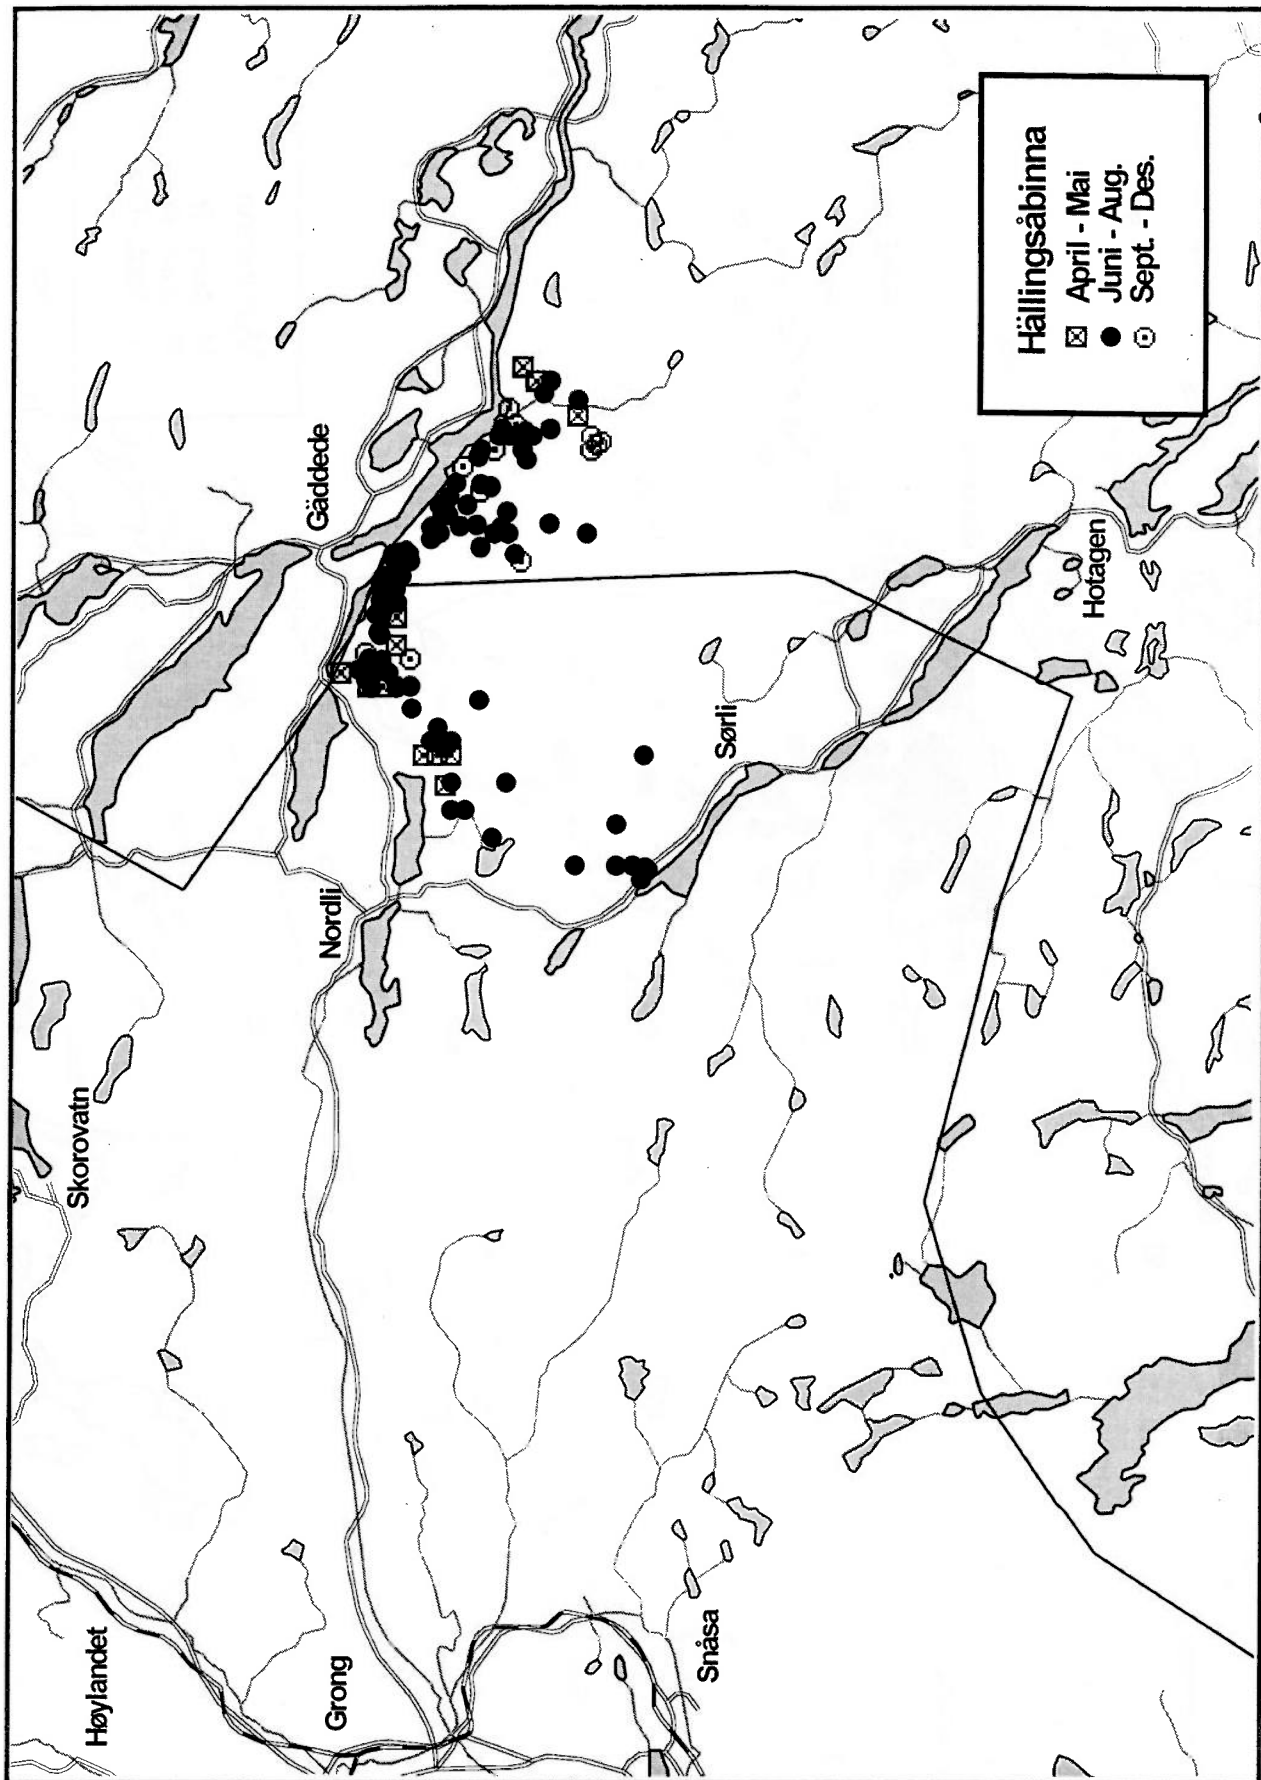 Hällingsåbinna
April - Mai
Juni - Aug.
Sept. - Des.
Gäddede
Nordli
Skorovatn
Sørli
Hotagen
Høylandet
Grong
Snåsa